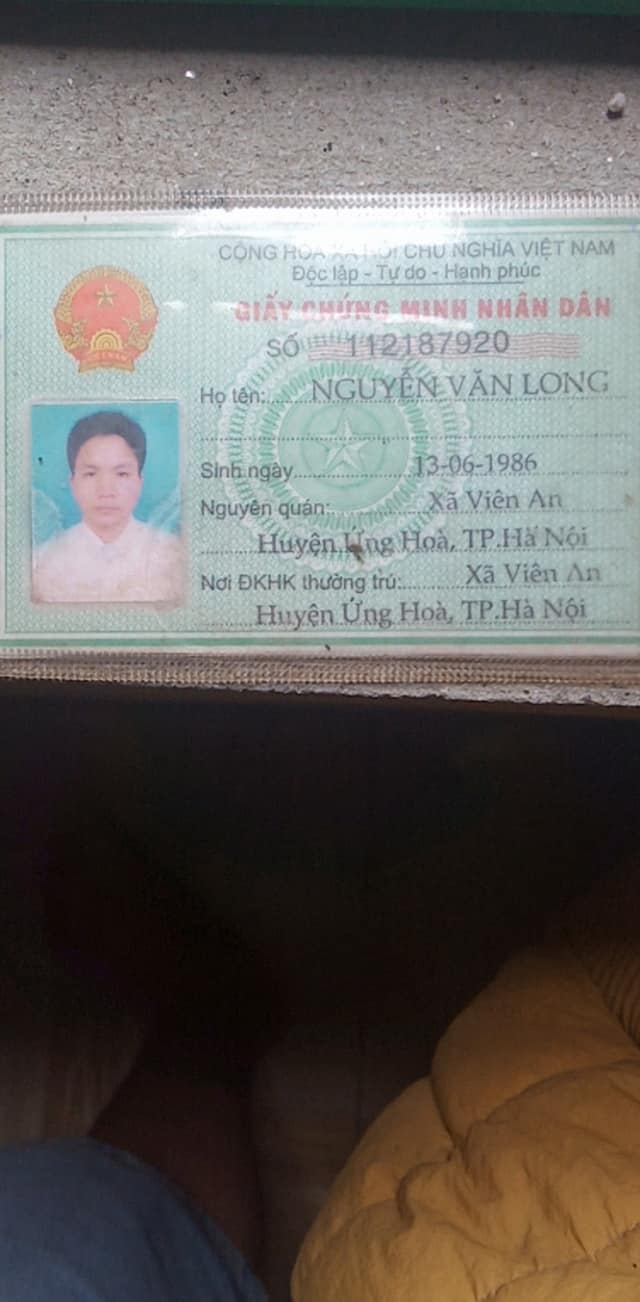 CỘNG HÒA XÃ HỘI CHỦ NGHĨA VIỆT NAM
Độc lập - Tự do - Hạnh phúc
GIẤY CHỨNG MINH NHÂN DÂN
SỐ 112187920
Họ tên: NGUYỄN VĂN LONG
Sinh ngày 13-06-1986
Nguyên quán: Xã Viên An
Huyện Ứng Hoà, TP.Hà Nội
Nơi ĐKHK thường trú: Xã Viên An
Huyện Ứng Hoà, TP.Hà Nội